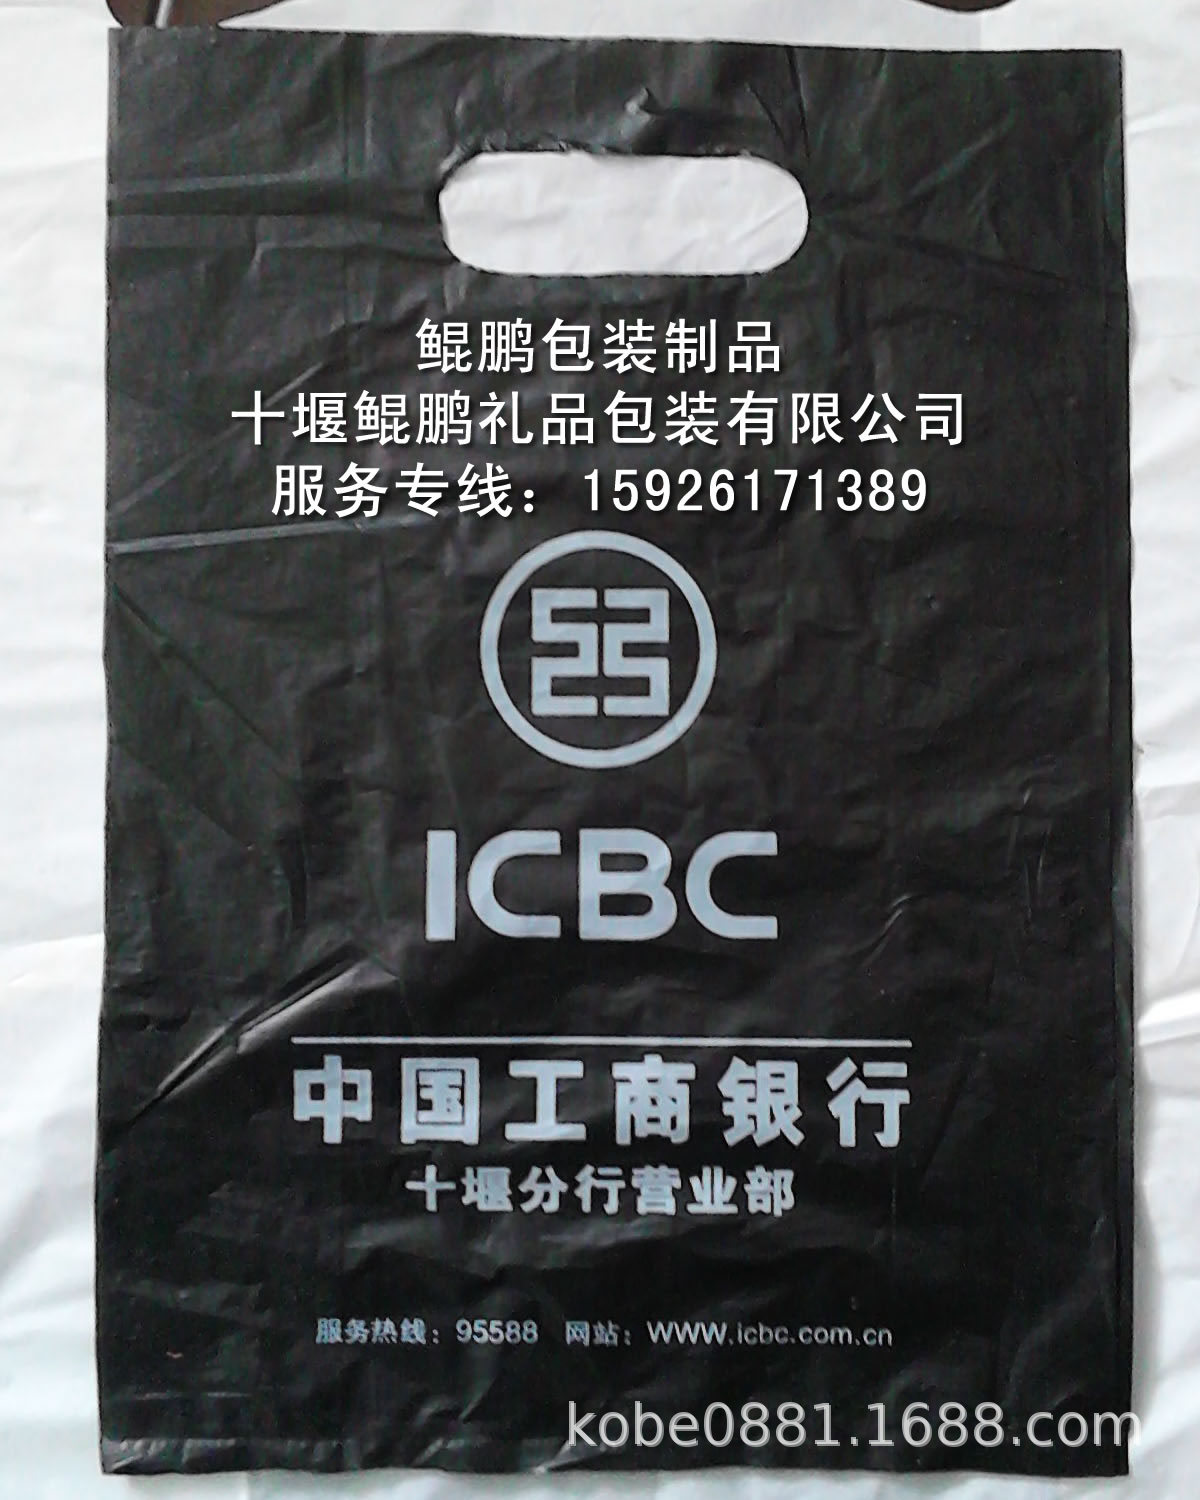 鲲鹏包装制品
十堰鲲鹏礼品包装有限公司
服务专线：15926171389
ICBC
中国工商银行
十堰分行营业部
服务热线：95588 网站：WWW.icbc.com.cn
kobe0881.1688.com